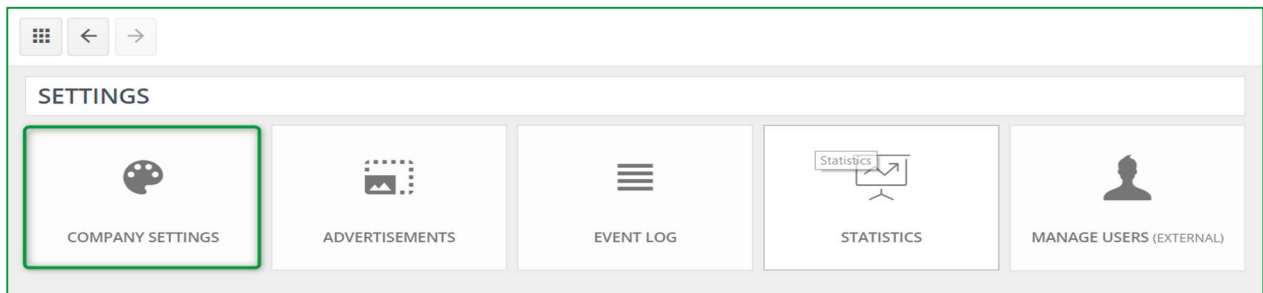 SETTINGS
Statistics
COMPANY SETTINGS
ADVERTISEMENTS
EVENT LOG
STATISTICS
MANAGE USERS (EXTERNAL)